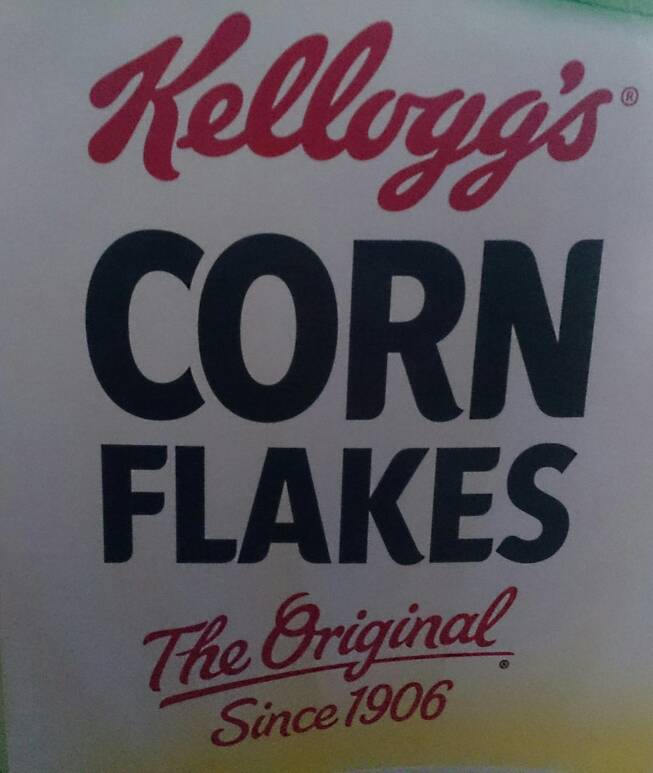 Kellogg's®
CORN
FLAKES
The Original®
Since 1906